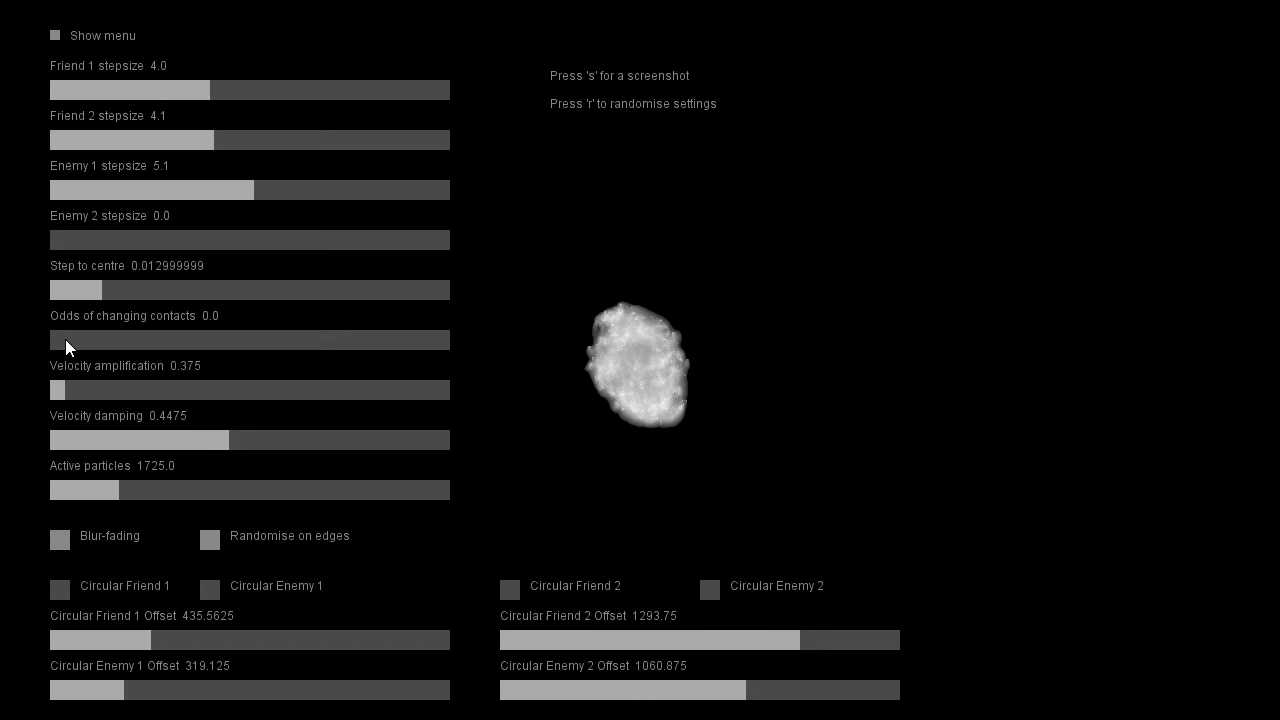 Show menu
Friend 1 stepsize 4.0
Press 's' for a screenshot
Press 'r' to randomise settings
Friend 2 stepsize 4.1
Enemy 1 stepsize 5.1
Enemy 2 stepsize 0.0
Step to centre 0.012999999
Odds of changing contacts 0.0
Velocity amplification 0.375
Velocity damping 0.4475
Active particles 1725.0
Blur-fading Randomise on edges
Circular Friend 1 Circular Enemy 1 Circular Friend 2 Circular Enemy 2
Circular Friend 1 Offset 435.5625 Circular Friend 2 Offset 1293.75
Circular Enemy 1 Offset 319.125 Circular Enemy 2 Offset 1060.875